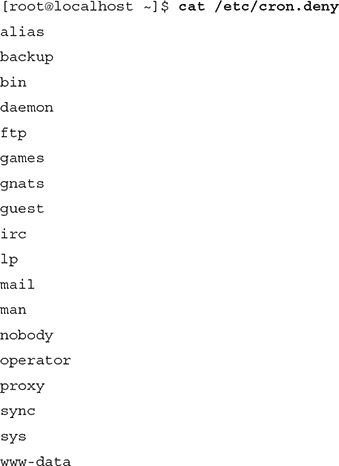 [root@localhost ~]$ cat /etc/cron.deny
alias
backup
bin
daemon
ftp
games
gnats
guest
irc
lp
mail
man
nobody
operator
proxy
sync
sys
www-data